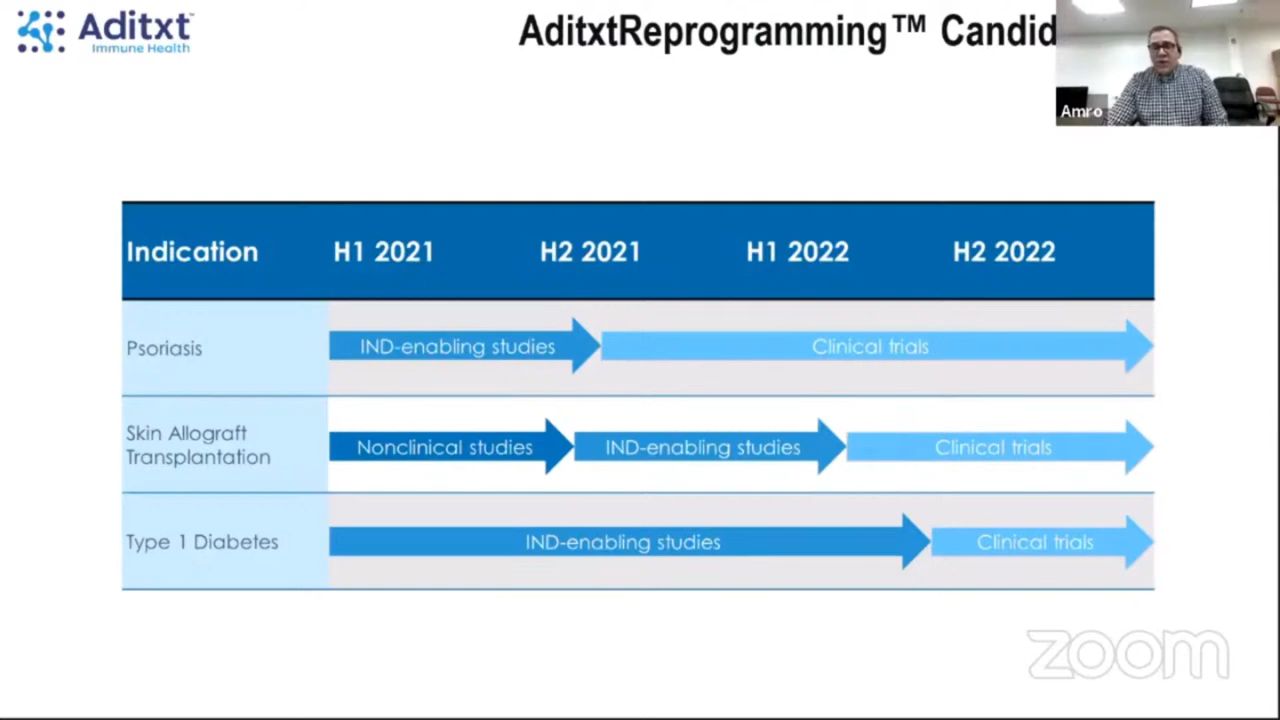 Aditxt™
Immune Health
AditxtReprogramming™ Candid
Amro
Indication H1 2021 H2 2021 H1 2022 H2 2022
Psoriasis IND-enabling studies Clinical trials
Skin Allograft
Transplantation Nonclinical studies IND-enabling studies Clinical trials
Type 1 Diabetes IND-enabling studies Clinical trials
zoom